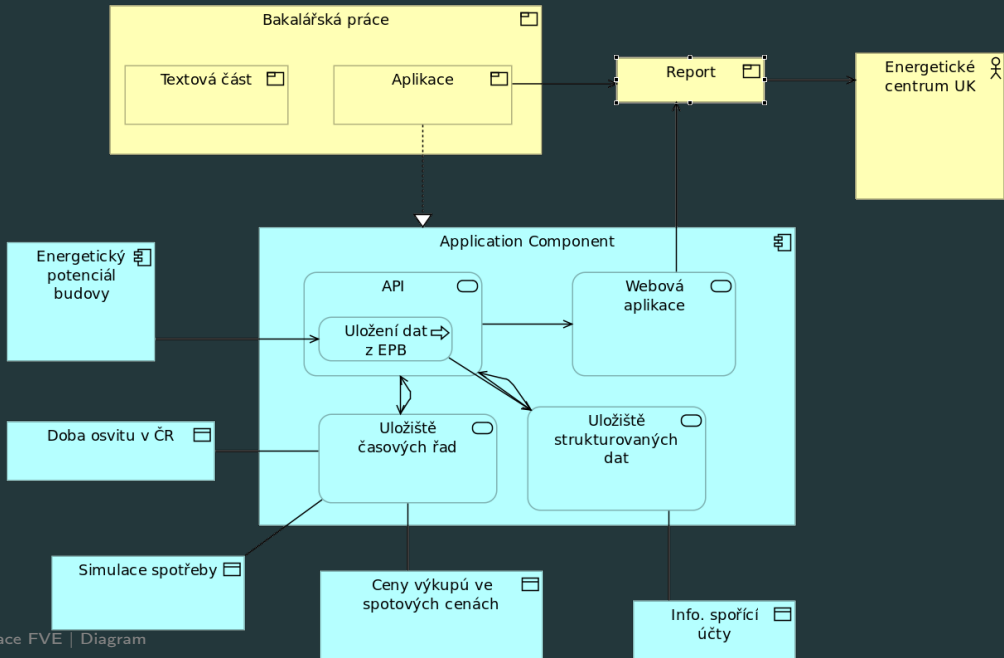 Bakalářská práce
Textová část
Aplikace
Report
Energetické
centrum UK
Application Component
Energetický
potenciál
budovy
API
Webová
aplikace
Uložení dat
z EPB
Uložiště
časových řad
Uložiště
strukturovaných
dat
Doba osvitu v ČR
Simulace spotřeby
Ceny výkupú ve
spotových cenách
Info. spořící
účty
FVE | Diagram